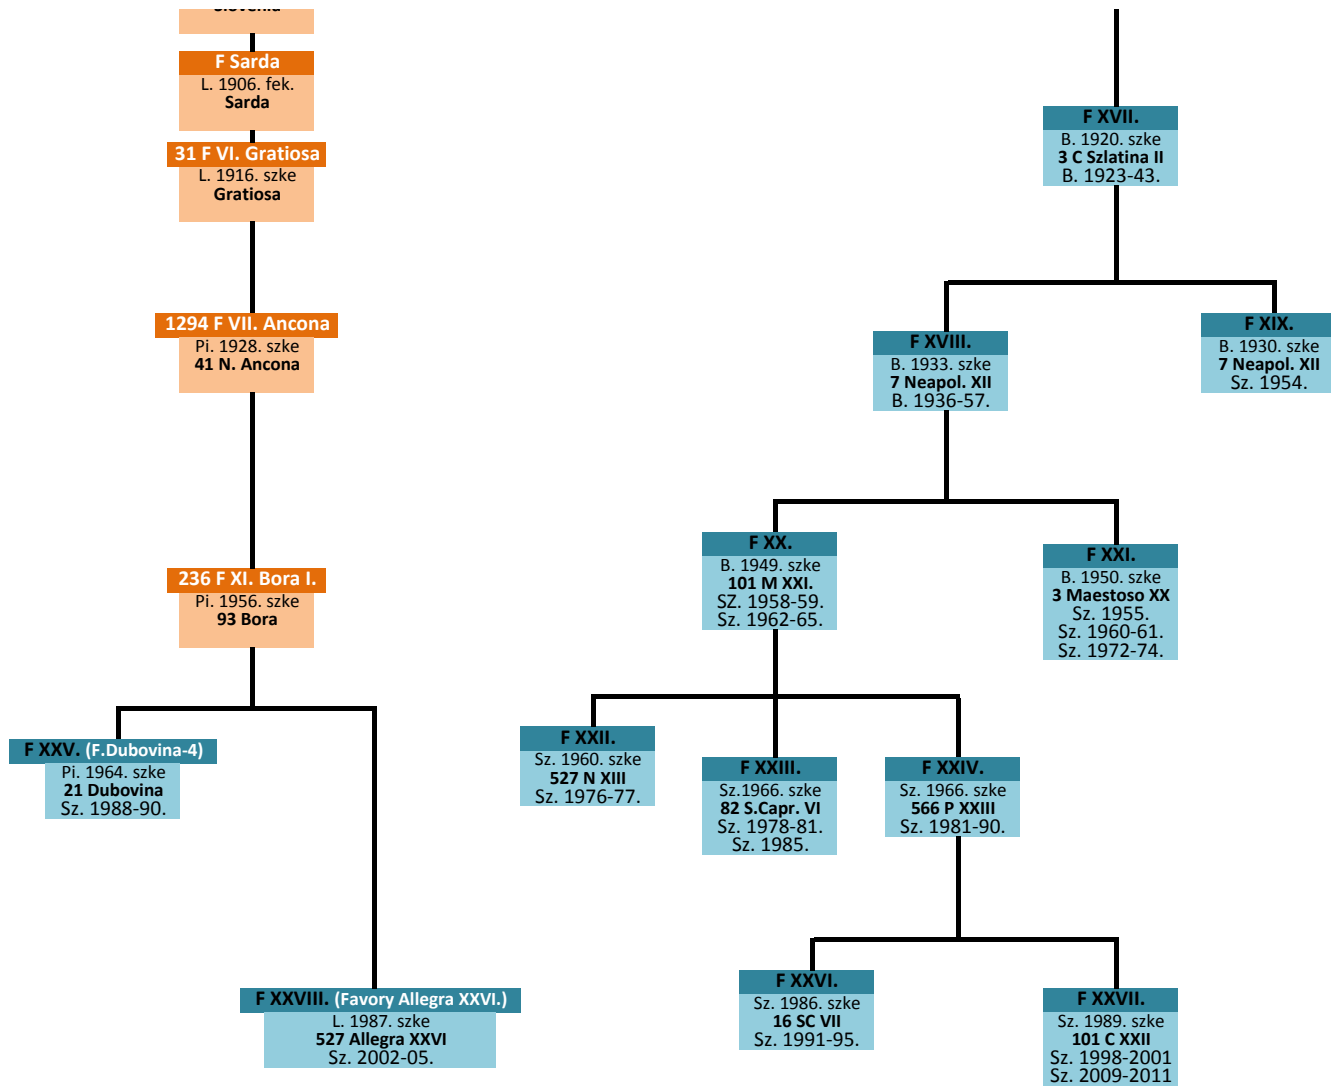 Slovenia
F Sarda
L. 1906. fek.
Sarda
31 F VI. Gratiosa
L. 1916. szke
Gratiosa
1294 F VII. Ancona
Pi. 1928. szke
41 N. Ancona
236 F XI. Bora I.
Pi. 1956. szke
93 Bora
F XXV. (F.Dubovina-4)
Pi. 1964. szke
21 Dubovina
Sz. 1988-90.
F XXVIII. (Favory Allegra XXVI.)
L. 1987. szke
527 Allegra XXVI
Sz. 2002-05.
F XVII.
B. 1920. szke
3 C Szlatina II
B. 1923-43.
F XVIII.
B. 1933. szke
7 Neapol. XII
B. 1936-57.
F XIX.
B. 1930. szke
7 Neapol. XII
Sz. 1954.
F XX.
B. 1949. szke
101 M XXI.
SZ. 1958-59.
Sz. 1962-65.
F XXI.
B. 1950. szke
3 Maestoso XX
Sz. 1955.
Sz. 1960-61.
Sz. 1972-74.
F XXII.
Sz. 1960. szke
527 N XIII
Sz. 1976-77.
F XXIII.
Sz.1966. szke
82 S.Capr. VI
Sz. 1978-81.
Sz. 1985.
F XXIV.
Sz. 1966. szke
566 P XXIII
Sz. 1981-90.
F XXVI.
Sz. 1986. szke
16 SC VII
Sz. 1991-95.
F XXVII.
Sz. 1989. szke
101 C XXII
Sz. 1998-2001
Sz. 2009-2011